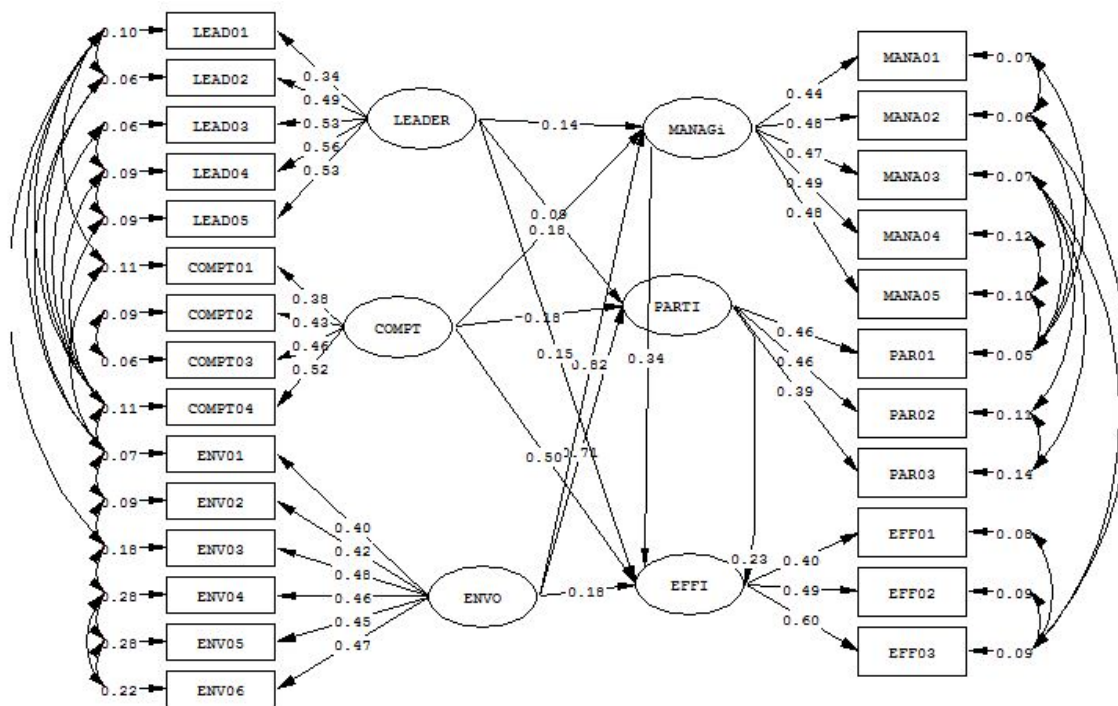 0.10 LEAD01
0.06 LEAD02
0.06 LEAD03
0.09 LEAD04
0.09 LEAD05
0.11 COMPT01
0.09 COMPT02
0.06 COMPT03
0.11 COMPT04
0.07 ENV01
0.09 ENV02
0.18 ENV03
0.28 ENV04
0.28 ENV05
0.22 ENV06
0.34
0.49
0.53
0.56
0.53
0.38
0.43
0.46
0.52
0.40
0.42
0.48
0.46
0.45
0.47
LEADER
COMPT
ENVO
0.14
0.09
0.18
-0.18
0.15
0.82
0.34
0.71
0.50
0.18
0.23
MANAGi
PARTI
EFFI
0.44
0.48
0.47
0.49
0.48
0.46
0.46
0.39
0.40
0.49
0.60
MANA01 0.07
MANA02 0.06
MANA03 0.07
MANA04 0.12
MANA05 0.10
PAR01 0.05
PAR02 0.11
PAR03 0.14
EFF01 0.08
EFF02 0.09
EFF03 0.09